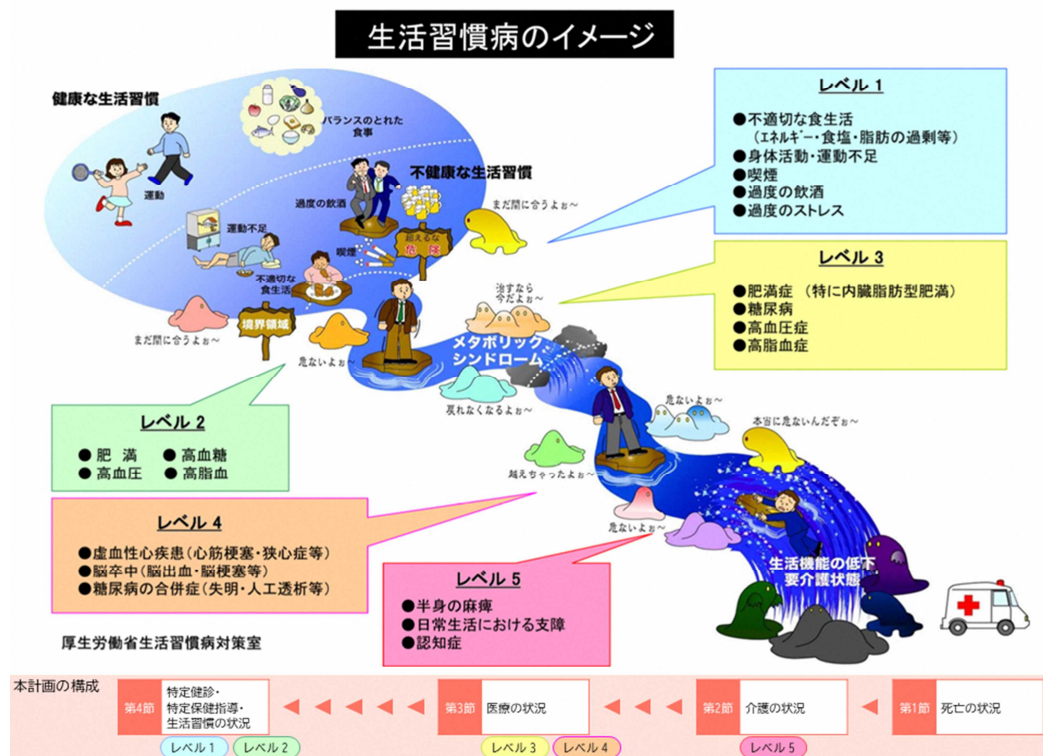 生活習慣病のイメージ
健康な生活習慣
バランスのとれた
食事
運動
不健康な生活習慣
過度の飲酒
まだ間に合うよぉ～
運動不足
喫煙
超えるな
危険
不適切な
食生活
境界領域
まだ間に合うよぉ～
危ないよぉ～
治すなら
今だよぉ～
メタボリック
シンドローム
戻れなくなるよぉ～
危ないよぉ～
本当に危ないんだぞぉ～
越えちゃったよぉ～
危ないよぉ～
生活機能の低下
要介護状態
レベル 1
●不適切な食生活
(エネルギー・食塩・脂肪の過剰等)
●身体活動・運動不足
●喫煙
●過度の飲酒
●過度のストレス
レベル 3
●肥満症 (特に内臓脂肪型肥満)
●糖尿病
●高血圧症
●高脂血症
レベル 2
●肥 満 ●高血糖
●高血圧 ●高脂血
レベル 4
●虚血性心疾患(心筋梗塞・狭心症等)
●脳卒中(脳出血・脳梗塞等)
●糖尿病の合併症(失明・人工透析等)
レベル 5
●半身の麻痺
●日常生活における支障
●認知症
厚生労働省生活習慣病対策室
本計画の構成
第4節
特定健診・
特定保健指導・
生活習慣の状況
レベル 1 レベル 2
第3節 医療の状況
レベル 3 レベル 4
第2節 介護の状況
レベル 5
第1節 死亡の状況